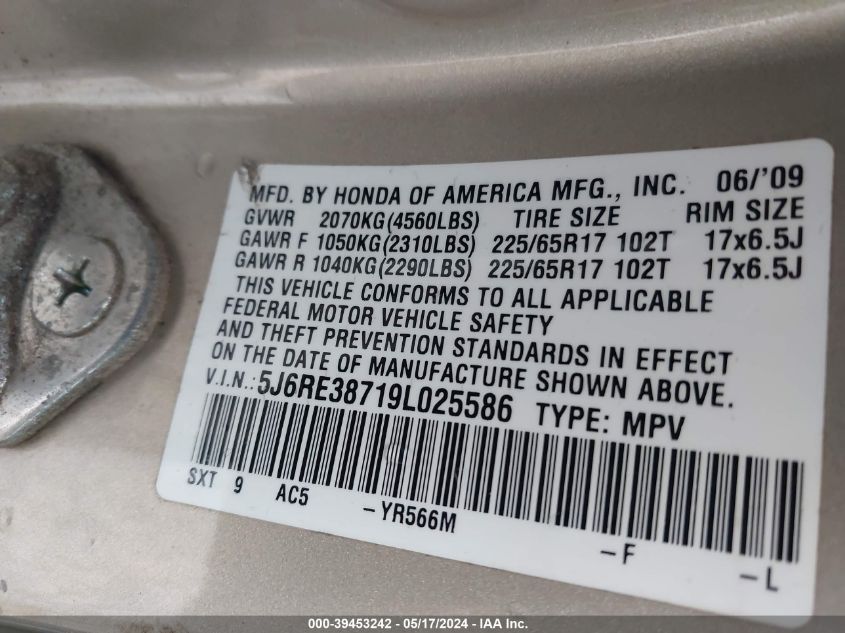 MFD. BY HONDA OF AMERICA MFG., INC. 06/'09
GVWR 2070KG(4560LBS) TIRE SIZE RIM SIZE
GAWR F 1050KG(2310LBS) 225/65R17 102T 17x6.5J
GAWR R 1040KG(2290LBS) 225/65R17 102T 17x6.5J
THIS VEHICLE CONFORMS TO ALL APPLICABLE
FEDERAL MOTOR VEHICLE SAFETY
AND THEFT PREVENTION STANDARDS IN EFFECT
ON THE DATE OF MANUFACTURE SHOWN ABOVE.
V.I.N.: 5J6RE38719L025586 TYPE: MPV
SXT 9 AC5 -YR566M -F -L
000-39453242 - 05/17/2024 - IAA Inc.